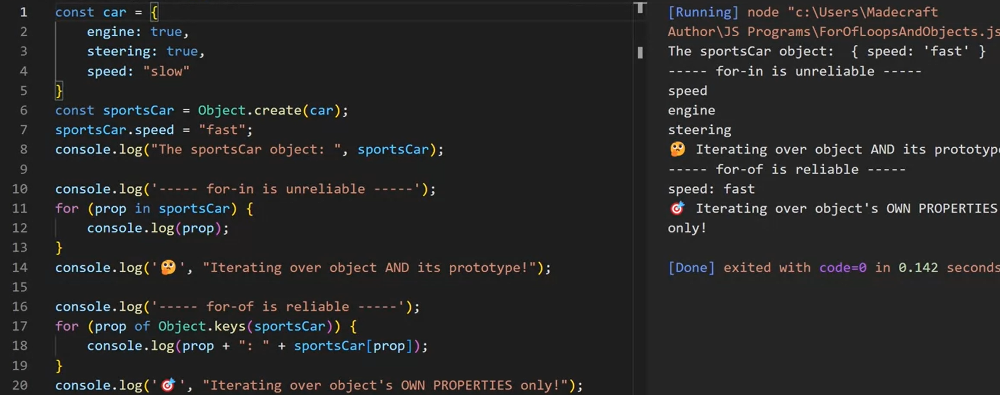 1 const car = {
2 engine: true,
3 steering: true,
4 speed: "slow"
5 }
6 const sportsCar = Object.create(car);
7 sportsCar.speed = "fast";
8 console.log("The sportsCar object: ", sportsCar);
9
10 console.log('----- for-in is unreliable -----');
11 for (prop in sportsCar) {
12 console.log(prop);
13 }
14 console.log('🤔', "Iterating over object AND its prototype!");
15
16 console.log('----- for-of is reliable -----');
17 for (prop of Object.keys(sportsCar)) {
18 console.log(prop + ": " + sportsCar[prop]);
19 }
20 console.log('🎯', "Iterating over object's OWN PROPERTIES only!");
[Running] node "c:\Users\Madecraft
Author\JS Programs\ForOfLoopsAndObjects.js
The sportsCar object:  { speed: 'fast' }
----- for-in is unreliable -----
speed
engine
steering
🤔 Iterating over object AND its prototype
----- for-of is reliable -----
speed: fast
🎯 Iterating over object's OWN PROPERTIES
only!
[Done] exited with code=0 in 0.142 seconds